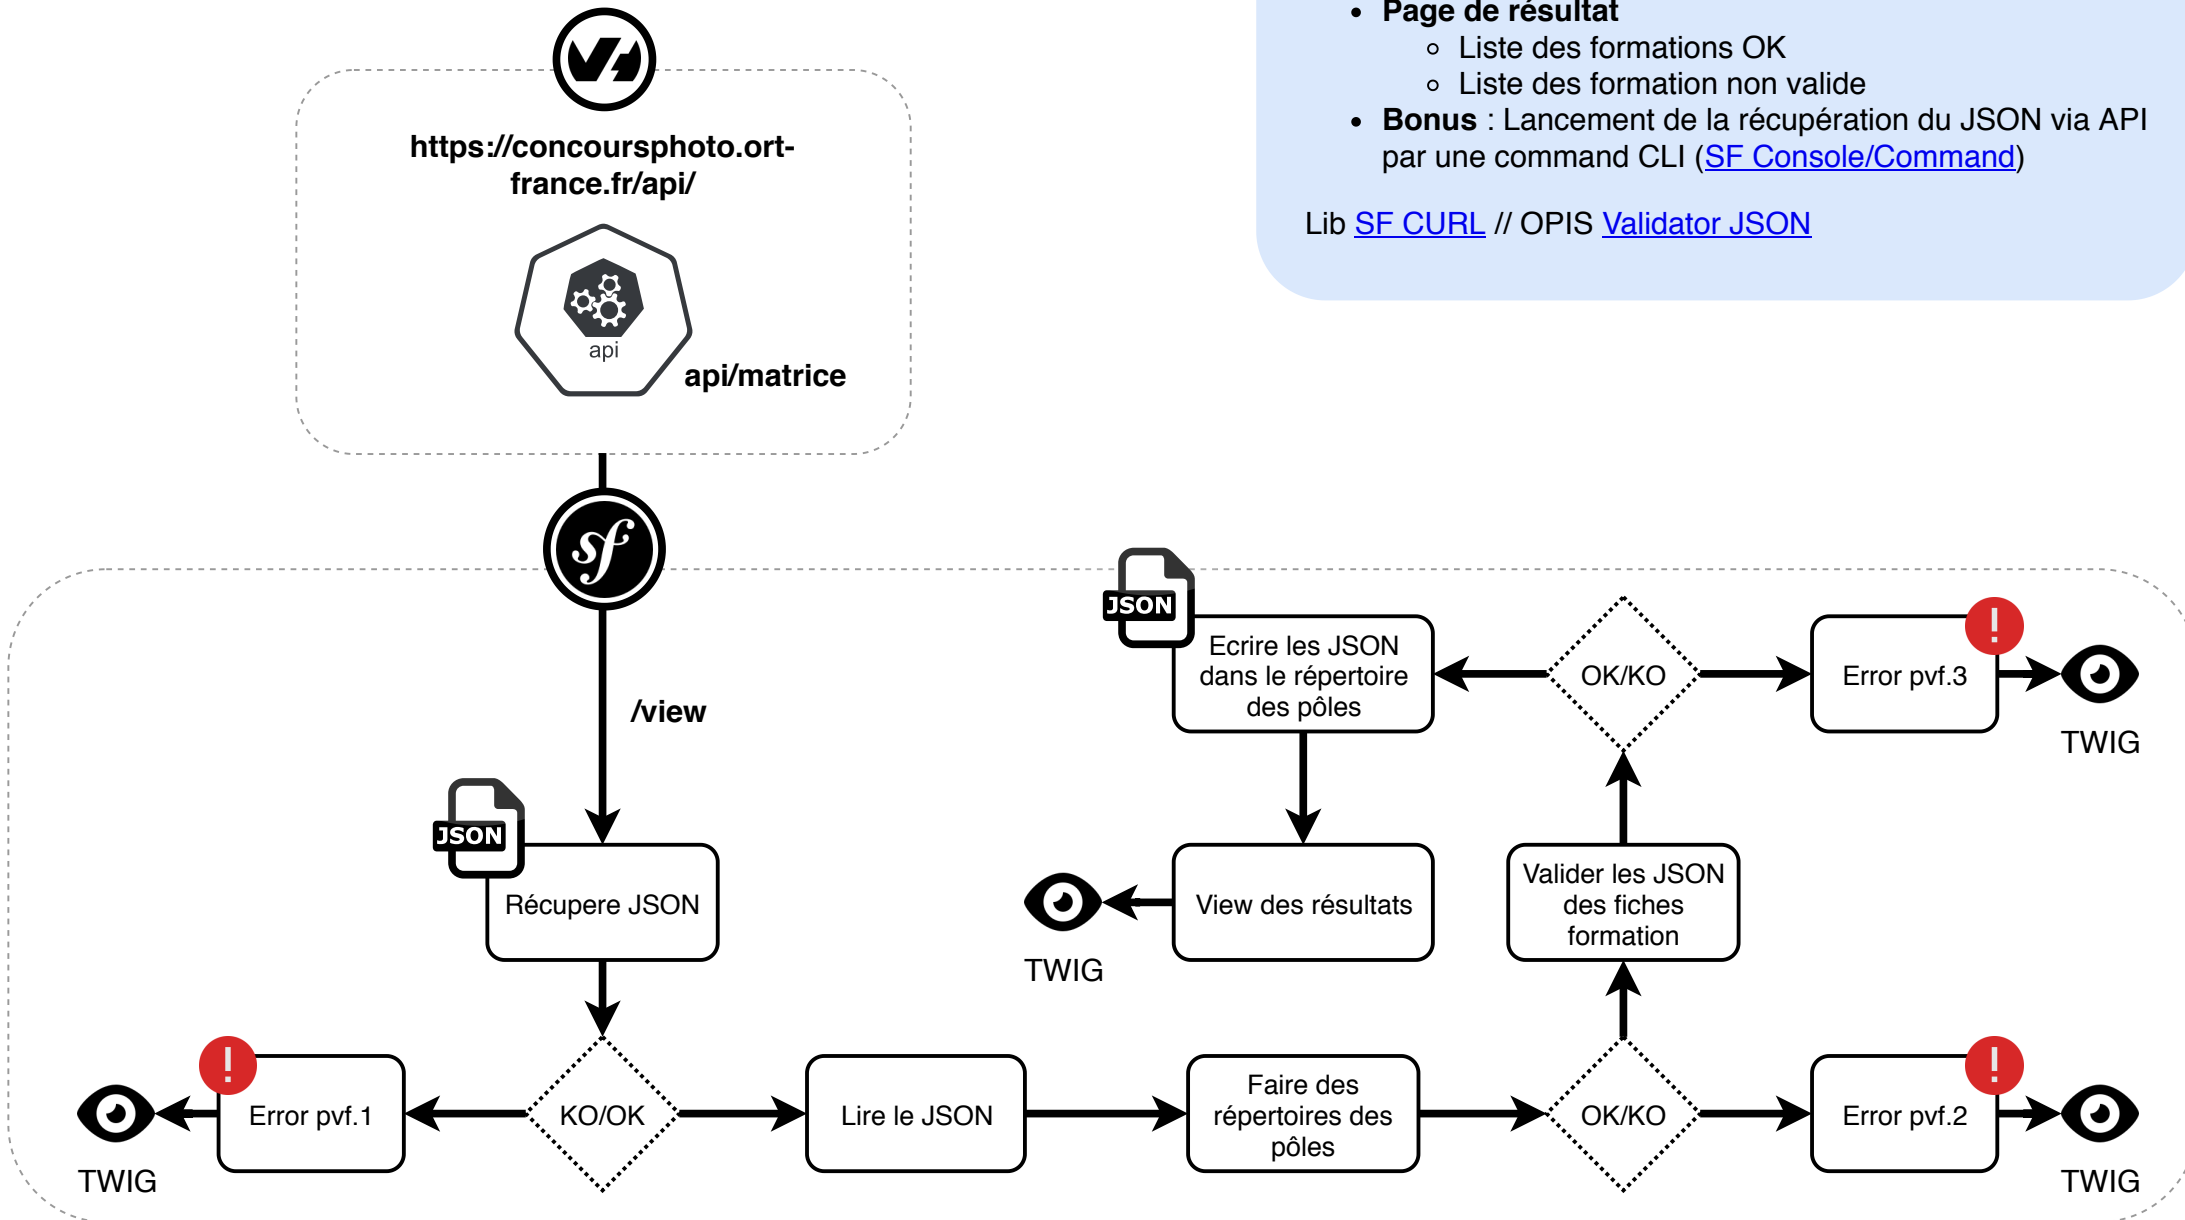 Page de résultat
Liste des formations OK
Liste des formation non valide
Bonus : Lancement de la récupération du JSON via API
par une command CLI (SF Console/Command)
Lib SF CURL // OPIS Validator JSON
https://concoursphoto.ort-
france.fr/api/
api
api/matrice
sf
/view
JSON
Récupere JSON
KO/OK
Error pvf.1
!
TWIG
Lire le JSON
Faire des
répertoires des
pôles
OK/KO
Error pvf.2
!
TWIG
Valider les JSON
des fiches
formation
OK/KO
Error pvf.3
!
TWIG
JSON
Ecrire les JSON
dans le répertoire
des pôles
View des résultats
TWIG